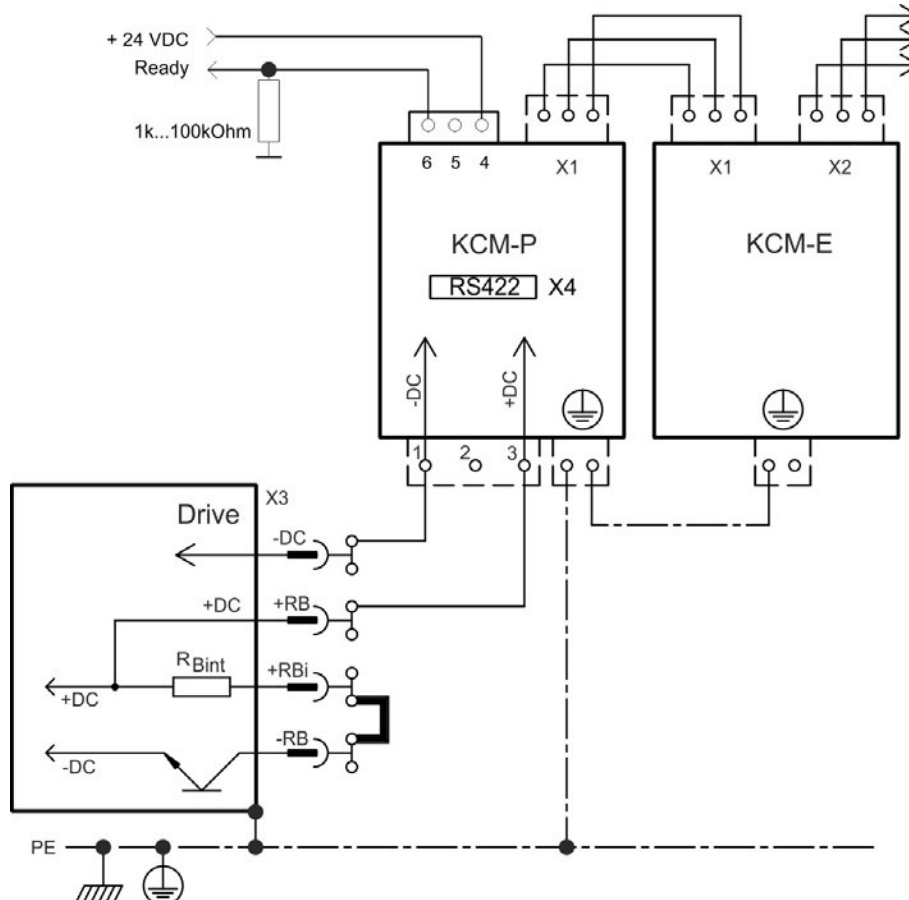 + 24 VDC
Ready
1k...100kOhm
6 5 4
X1
X1
X2
KCM-P
KCM-E
RS422
X4
-DC
+DC
1 2 3
X3
Drive
-DC
+DC
+RB
RBint
+RBi
+DC
-RB
-DC
PE